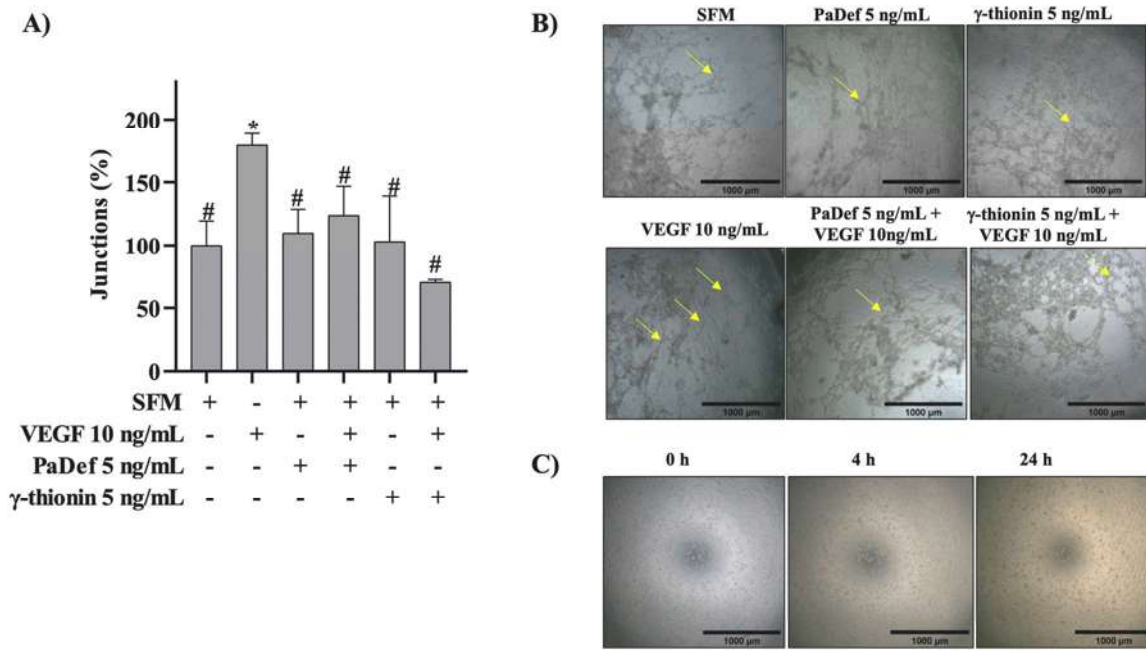 A)
200
150
100
50
0
Junctions (%)
#
*
#
#
#
#
SFM + - + + + +
VEGF 10 ng/mL - + - + - +
PaDef 5 ng/mL - - + + - -
γ-thionin 5 ng/mL - - - - + +
B)
SFM
PaDef 5 ng/mL
γ-thionin 5 ng/mL
1000 µm
1000 µm
1000 µm
VEGF 10 ng/mL
PaDef 5 ng/mL +
VEGF 10ng/mL
γ-thionin 5 ng/mL +
VEGF 10 ng/mL
1000 µm
1000 µm
1000 µm
C)
0 h
4 h
24 h
1000 µm
1000 µm
1000 µm